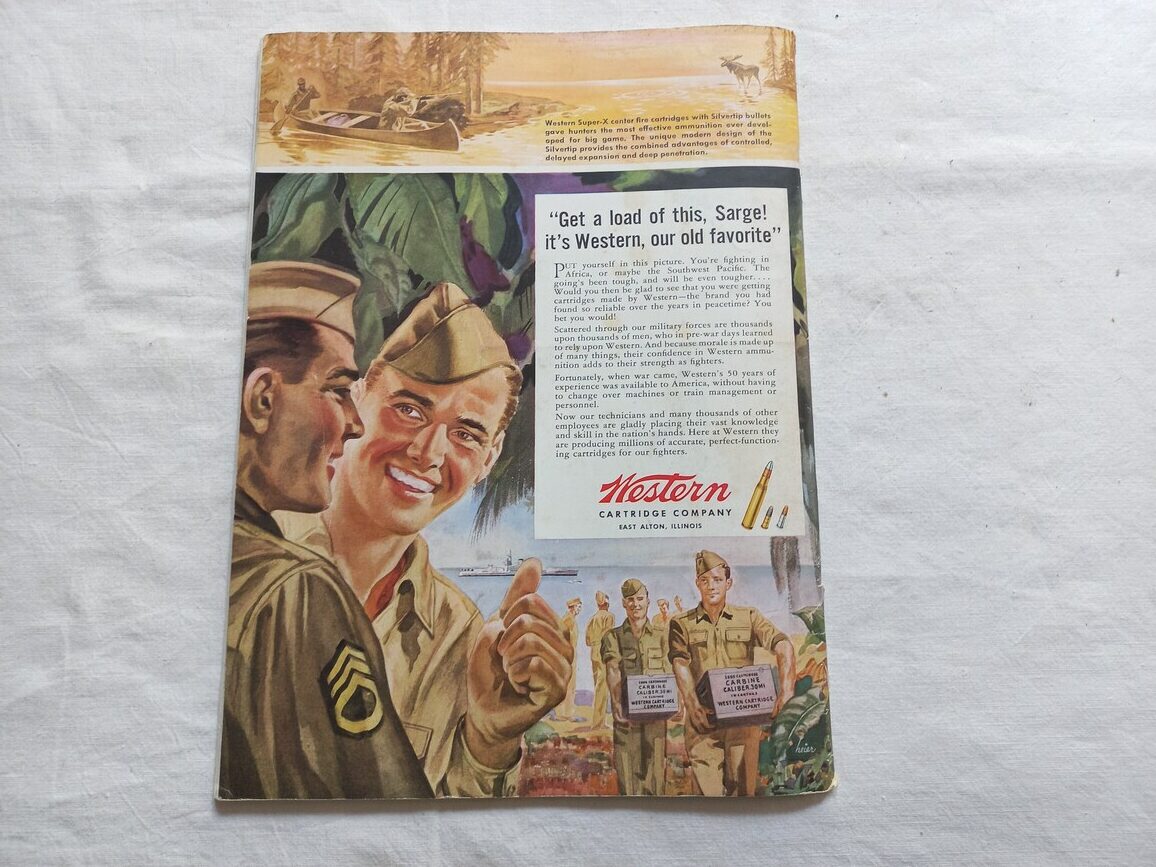 Western Super-X center fire cartridges with Silvertip bullets
gave hunters the most effective ammunition ever devel-
oped for big game. The unique modern design of the
Silvertip provides the combined advantages of controlled,
delayed expansion and deep penetration.
“Get a load of this, Sarge!
it's Western, our old favorite”
PUT yourself in this picture. You're fighting in
Africa, or maybe the Southwest Pacific. The
going's been tough, and will be even tougher....
Would you then be glad to see that you were getting
cartridges made by Western—the brand you had
found so reliable over the years in peacetime? You
bet you would!
Scattered through our military forces are thousands
upon thousands of men, who in pre-war days learned
to rely upon Western. And because morale is made up
of many things, their confidence in Western ammu-
nition adds to their strength as fighters.
Fortunately, when war came, Western's 50 years of
experience was available to America, without having
to change over machines or train management or
personnel.
Now our technicians and many thousands of other
employees are gladly placing their vast knowledge
and skill in the nation's hands. Here at Western they
are producing millions of accurate, perfect-function-
ing cartridges for our fighters.
Western
CARTRIDGE COMPANY
EAST ALTON, ILLINOIS
CARTRIDGES
CARBINE
CALIBER .30 M1
WESTERN CARTRIDGE
COMPANY
CARTRIDGES
CARBINE
CALIBER .30 M1
WESTERN CARTRIDGE
COMPANY